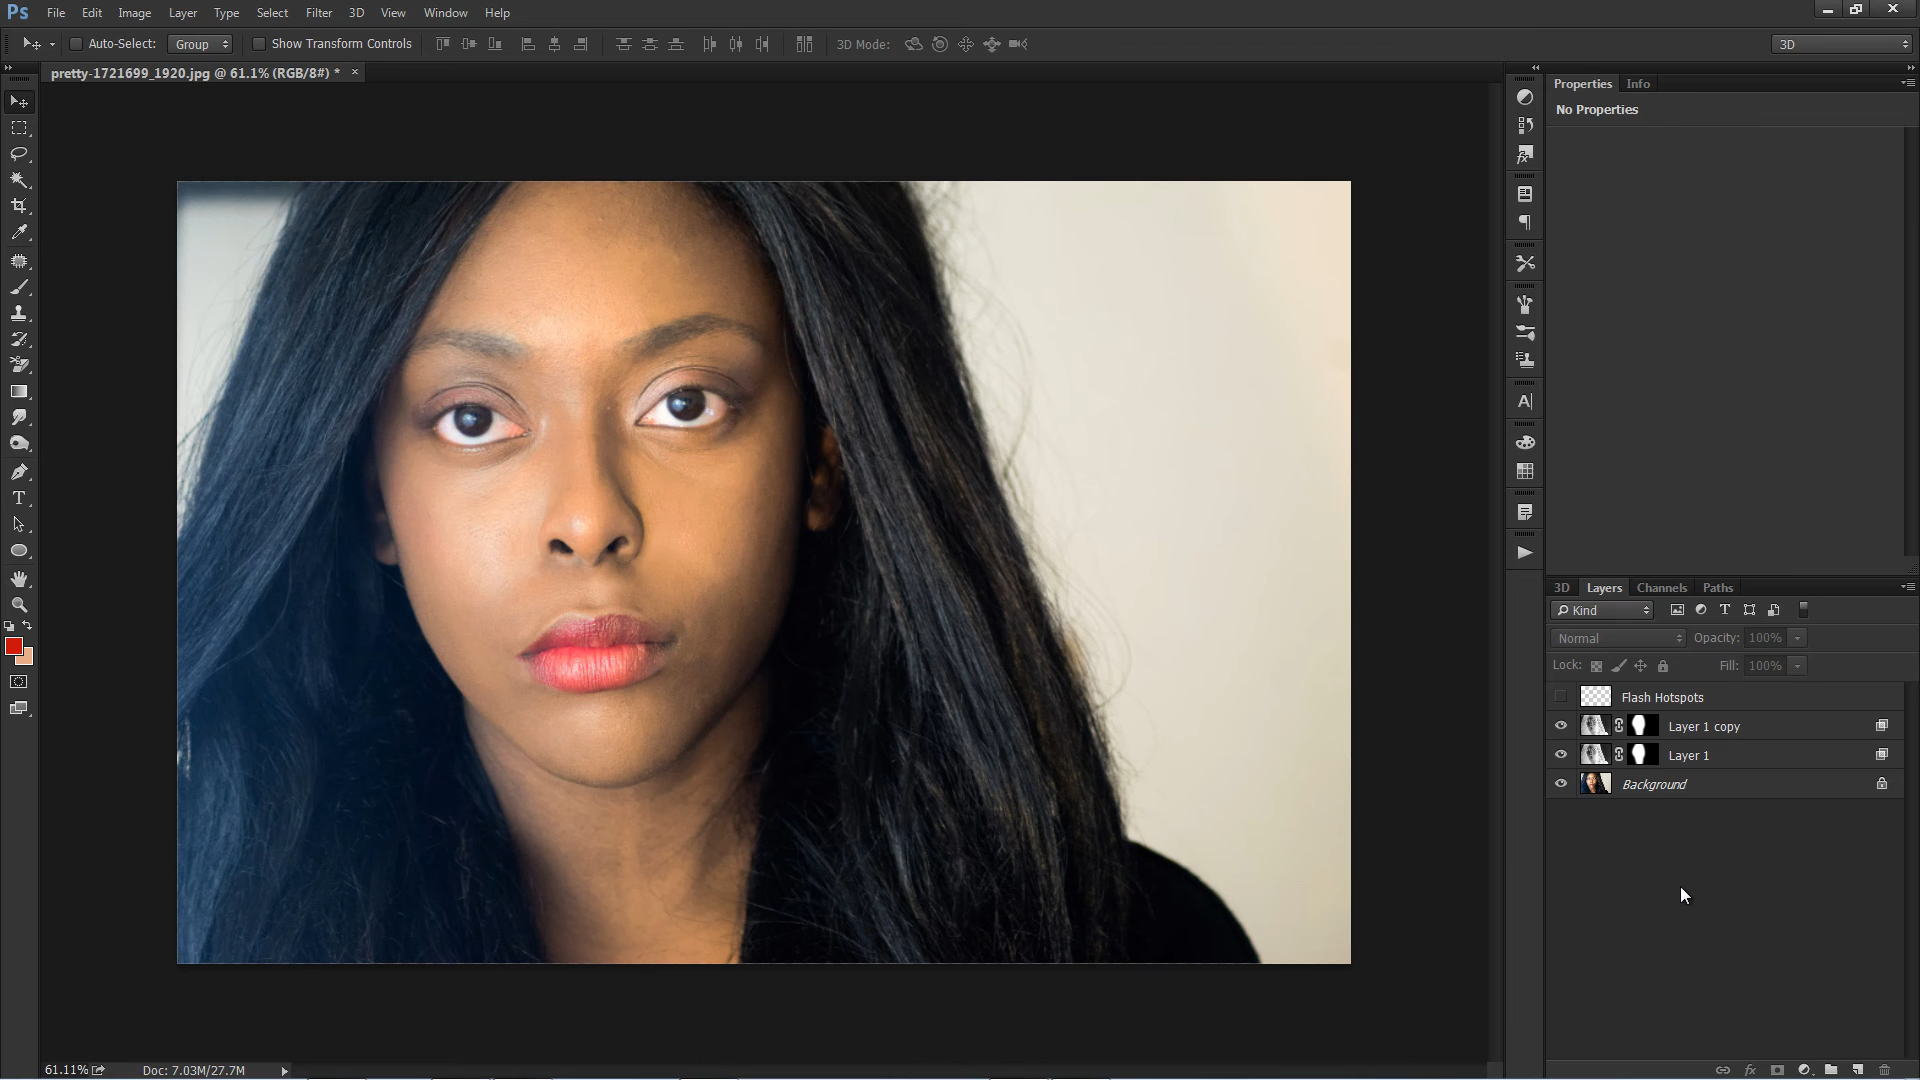 Ps File Edit Image Layer Type Select Filter 3D View Window Help
Auto-Select: Group Show Transform Controls 3D Mode: 3D
pretty-1721699_1920.jpg @ 61.1% (RGB/8#) * ×
Properties Info
No Properties
3D Layers Channels Paths
Kind
Normal Opacity: 100%
Lock: Fill: 100%
Flash Hotspots
Layer 1 copy
Layer 1
Background
61.11% Doc: 7.03M/27.7M